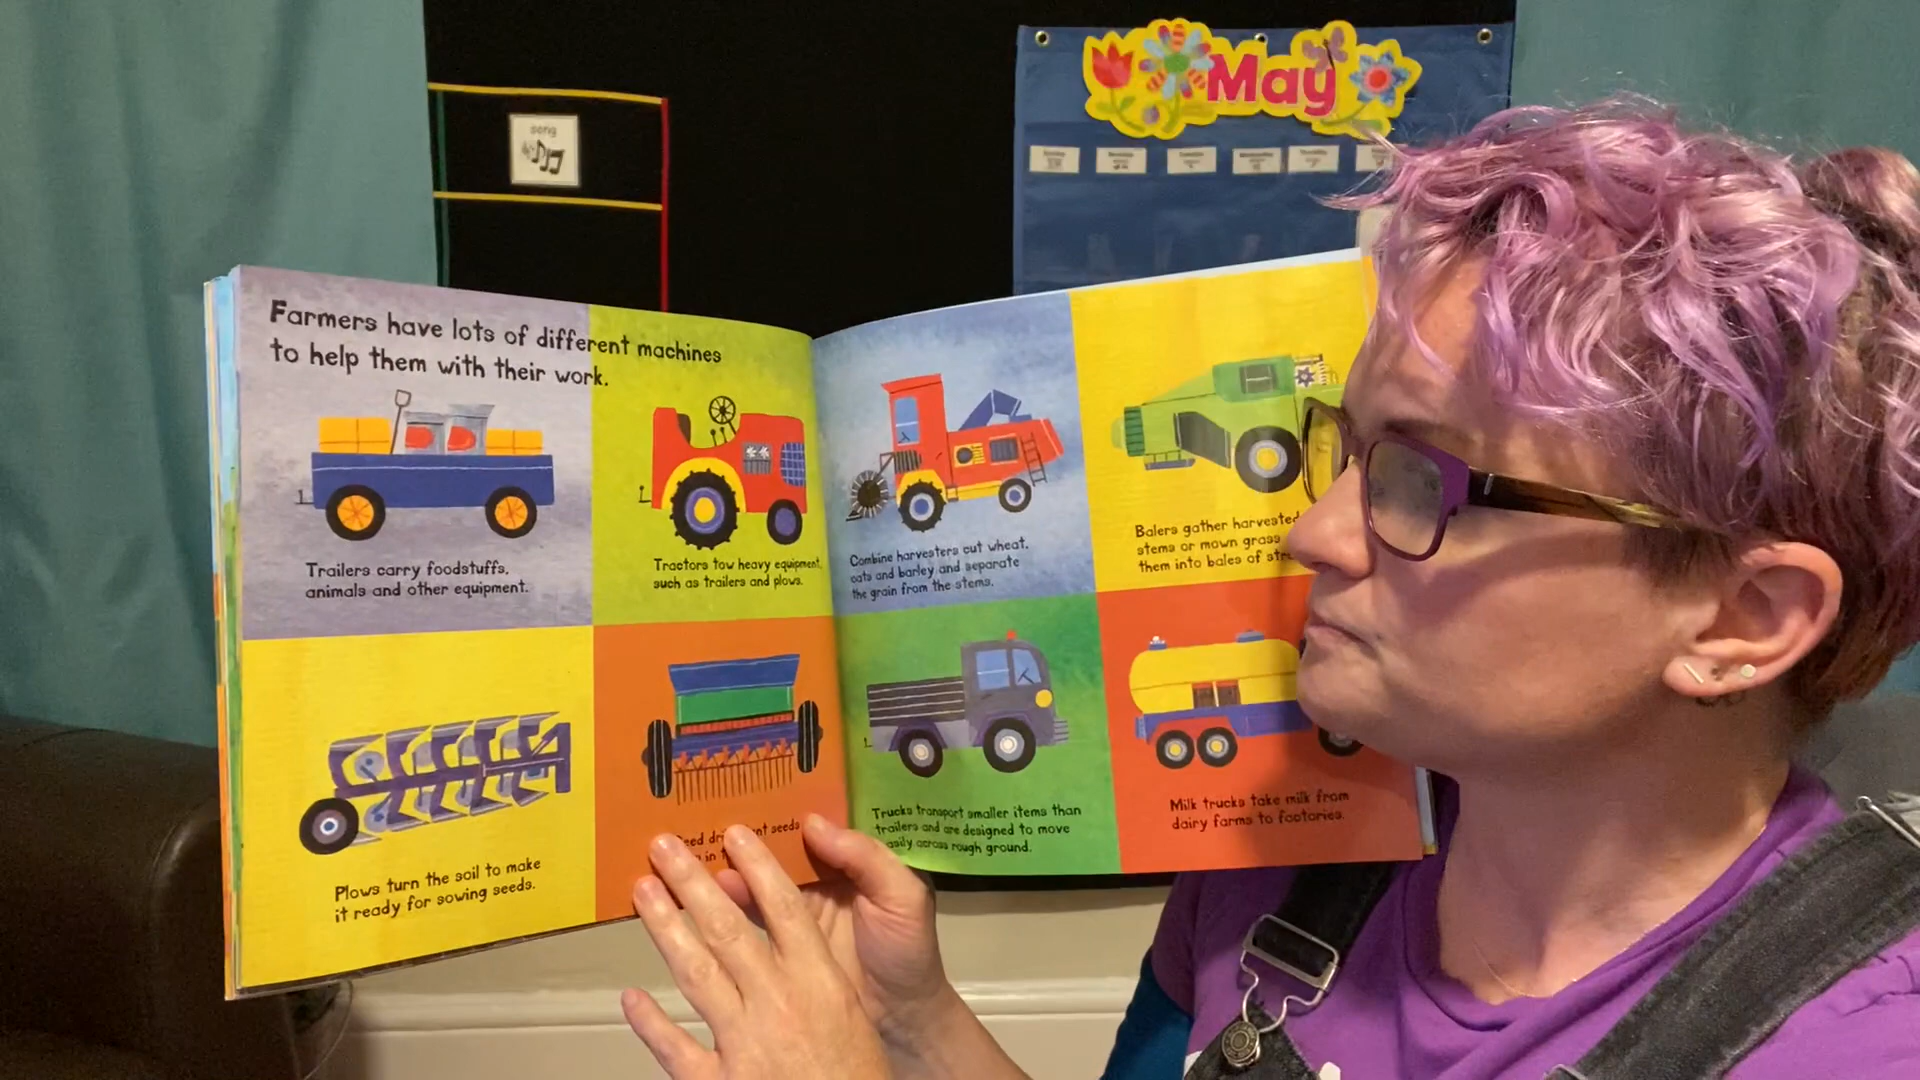 song
May
Farmers have lots of different machines
to help them with their work.
Trailers carry foodstuffs,
animals and other equipment.
Tractors tow heavy equipment,
such as trailers and plows.
Plows turn the soil to make
it ready for sowing seeds.
seeds
in
Combine harvesters cut wheat,
oats and barley and separate
the grain from the stems.
Balers gather harvested
stems or mown grass
them into bales of
Trucks transport smaller items than
trailers and are designed to move
easily across rough ground.
Milk trucks take milk from
dairy farms to factories.